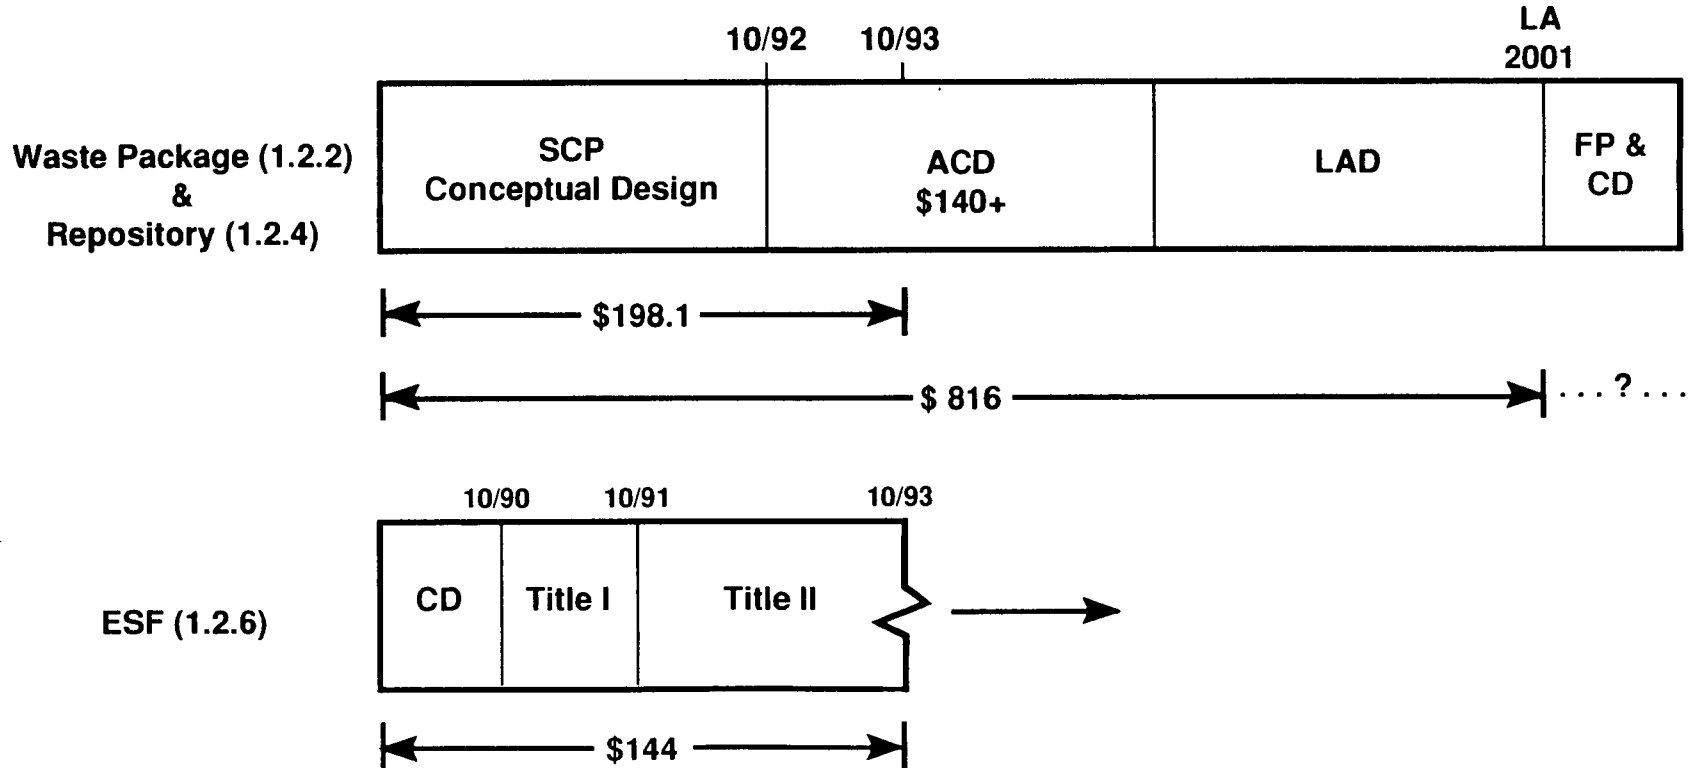 LA
10/92 10/93 2001
Waste Package (1.2.2)
&
Repository (1.2.4)
SCP
Conceptual Design
ACD
$140+
LAD
FP &
CD
$198.1
$ 816
. . . ? . . .
10/90 10/91 10/93
ESF (1.2.6)
CD
Title I
Title II
$144